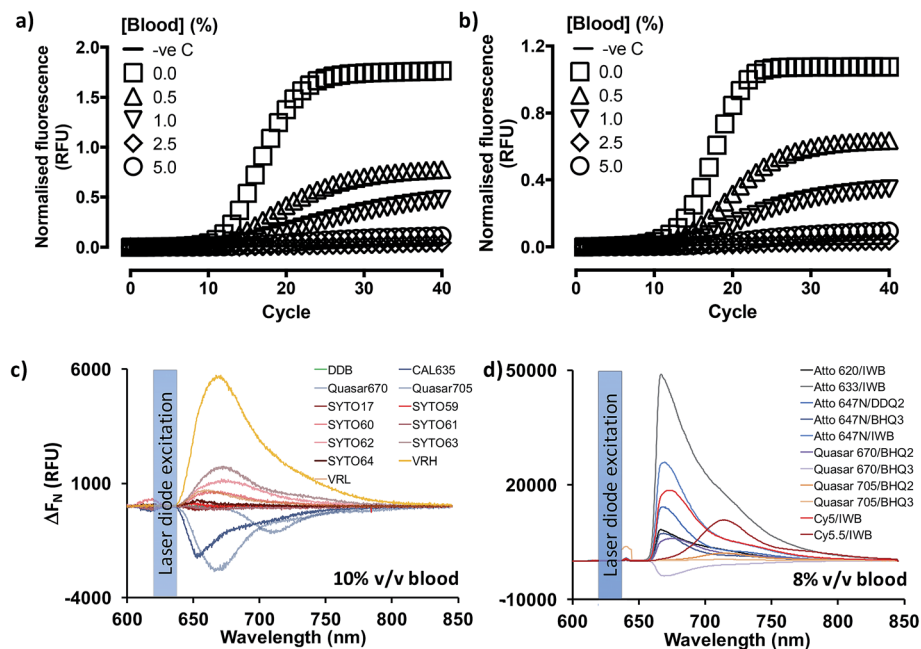 a)
[Blood] (%)
-ve C
0.0
0.5
1.0
2.5
5.0
Normalised fluorescence
(RFU)
2.0
1.5
1.0
0.5
0.0
0 10 20 30 40
Cycle
b)
[Blood] (%)
-ve C
0.0
0.5
1.0
2.5
5.0
Normalised fluorescence
(RFU)
1.2
0.8
0.4
0.0
0 10 20 30 40
Cycle
c)
ΔFN (RFU)
6000
1000
-4000
Laser diode excitation
DDB CAL635
Quasar670 Quasar705
SYTO17 SYTO59
SYTO60 SYTO61
SYTO62 SYTO63
SYTO64 VRH
VRL
10% v/v blood
600 650 700 750 800 850
Wavelength (nm)
d)
50000
20000
-10000
Laser diode excitation
Atto 620/IWB
Atto 633/IWB
Atto 647N/DDQ2
Atto 647N/BHQ3
Atto 647N/IWB
Quasar 670/BHQ2
Quasar 670/BHQ3
Quasar 705/BHQ2
Quasar 705/BHQ3
Cy5/IWB
Cy5.5/IWB
8% v/v blood
600 650 700 750 800 850
Wavelength (nm)